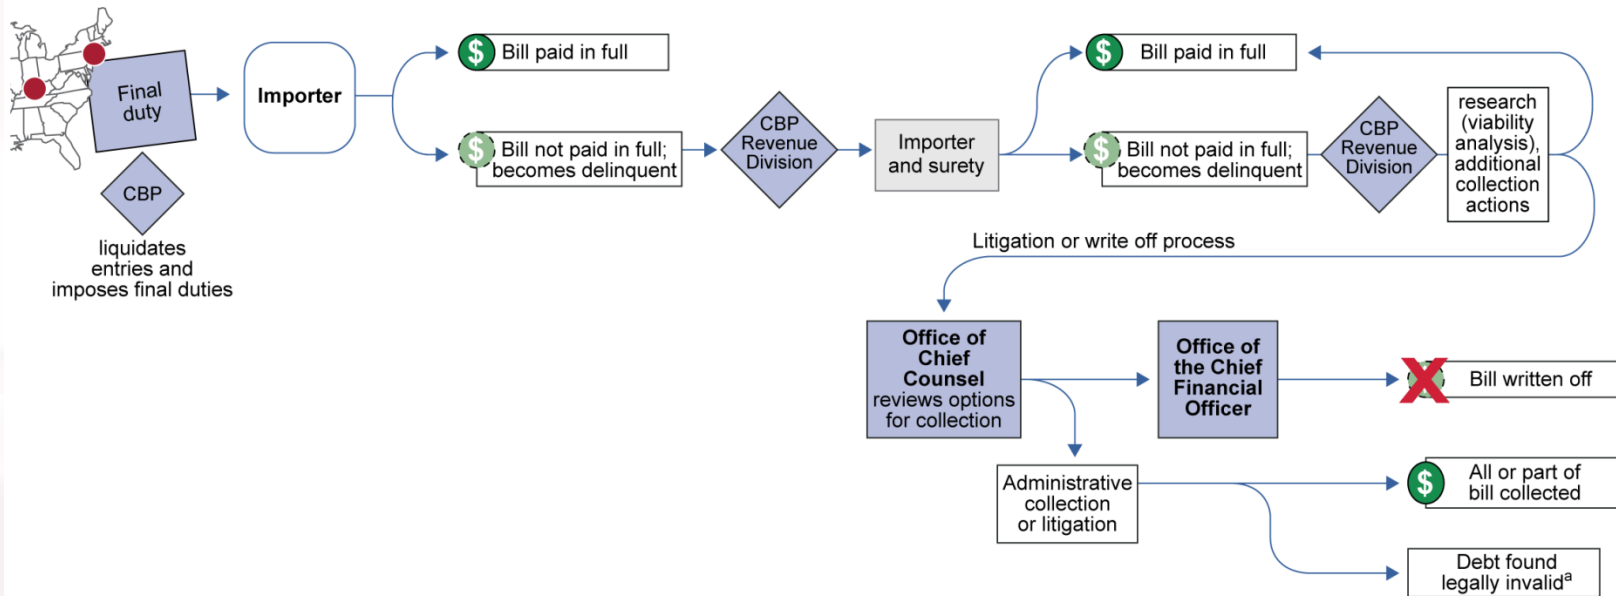 Final
duty
CBP
liquidates
entries and
imposes final duties
Importer
$ Bill paid in full
$ Bill not paid in full;
becomes delinquent
CBP
Revenue
Division
Importer
and surety
$ Bill paid in full
$ Bill not paid in full;
becomes delinquent
CBP
Revenue
Division
research
(viability
analysis),
additional
collection
actions
Litigation or write off process
Office of
Chief
Counsel
reviews options
for collection
Office of
the Chief
Financial
Officer
Bill written off
Administrative
collection
or litigation
$ All or part of
bill collected
Debt found
legally invalidᵃ